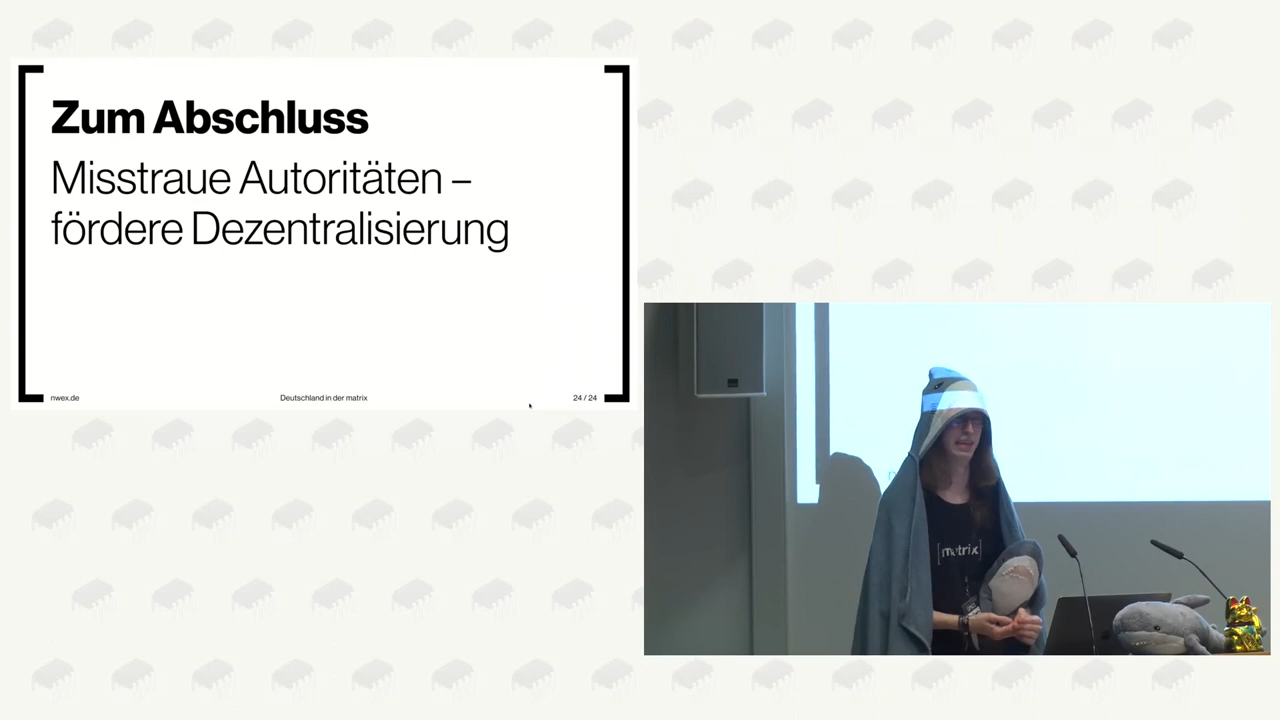 Zum Abschluss
Misstraue Autoritäten –
fördere Dezentralisierung
nwex.de
Deutschland in der matrix
24 / 24
[matrix]